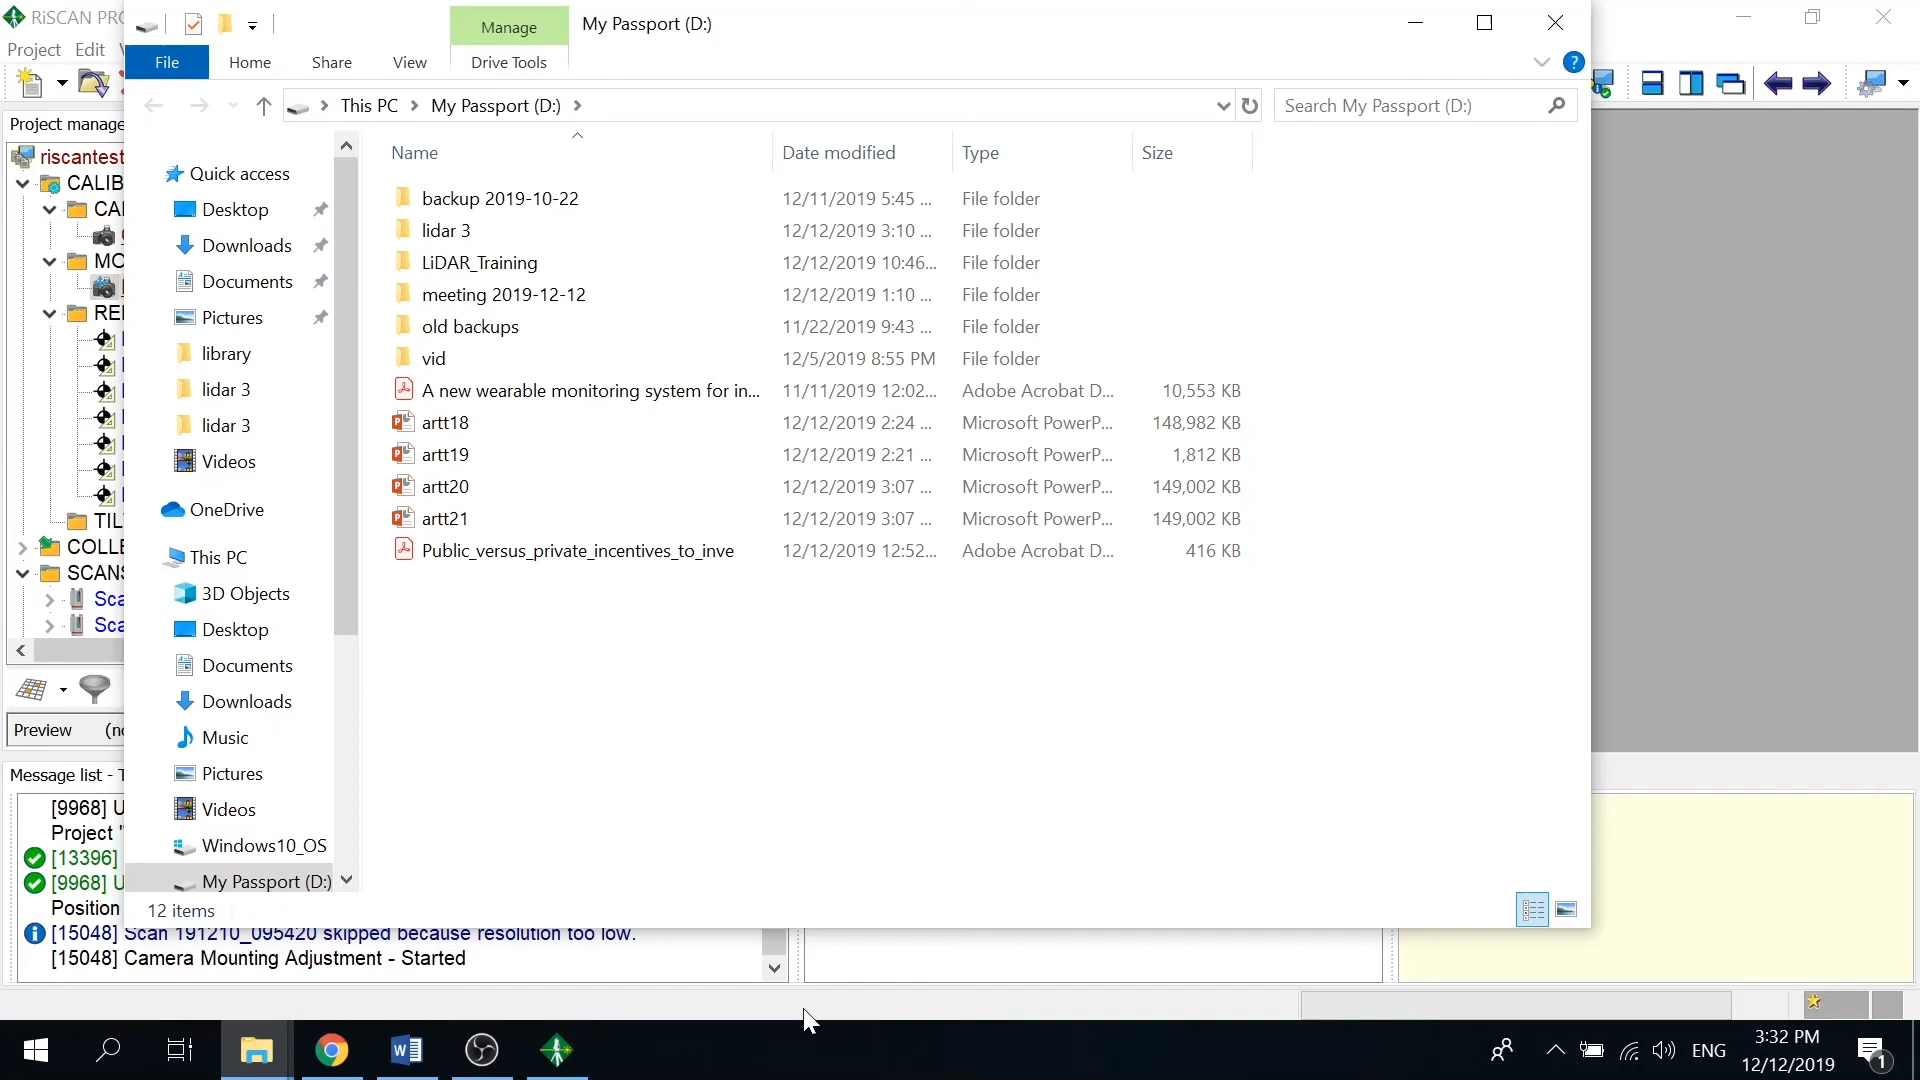 RiSCAN PRO
Manage
My Passport (D:)
Project Edit
File Home Share View Drive Tools
This PC My Passport (D:)
Search My Passport (D:)
Project manage
Name Date modified Type Size
riscantest
CALIB
CAI
MO
REI
TIL
COLLE
SCANS
Sca
Sca
Quick access
Desktop
Downloads
Documents
Pictures
library
lidar 3
lidar 3
Videos
OneDrive
This PC
3D Objects
Desktop
Documents
Downloads
Music
Pictures
Videos
Windows10_OS
My Passport (D:)
backup 2019-10-22 12/11/2019 5:45 ... File folder
lidar 3 12/12/2019 3:10 ... File folder
LiDAR_Training 12/12/2019 10:46... File folder
meeting 2019-12-12 12/12/2019 1:10 ... File folder
old backups 11/22/2019 9:43 ... File folder
vid 12/5/2019 8:55 PM File folder
A new wearable monitoring system for in... 11/11/2019 12:02... Adobe Acrobat D... 10,553 KB
artt18 12/12/2019 2:24 ... Microsoft PowerP... 148,982 KB
artt19 12/12/2019 2:21 ... Microsoft PowerP... 1,812 KB
artt20 12/12/2019 3:07 ... Microsoft PowerP... 149,002 KB
artt21 12/12/2019 3:07 ... Microsoft PowerP... 149,002 KB
Public_versus_private_incentives_to_inve 12/12/2019 12:52... Adobe Acrobat D... 416 KB
12 items
Preview (no
Message list - T
[9968] U
Project "
[13396]
[9968] U
Position
[15048] Scan 191210_095420 skipped because resolution too low.
[15048] Camera Mounting Adjustment - Started
ENG
3:32 PM
12/12/2019
1